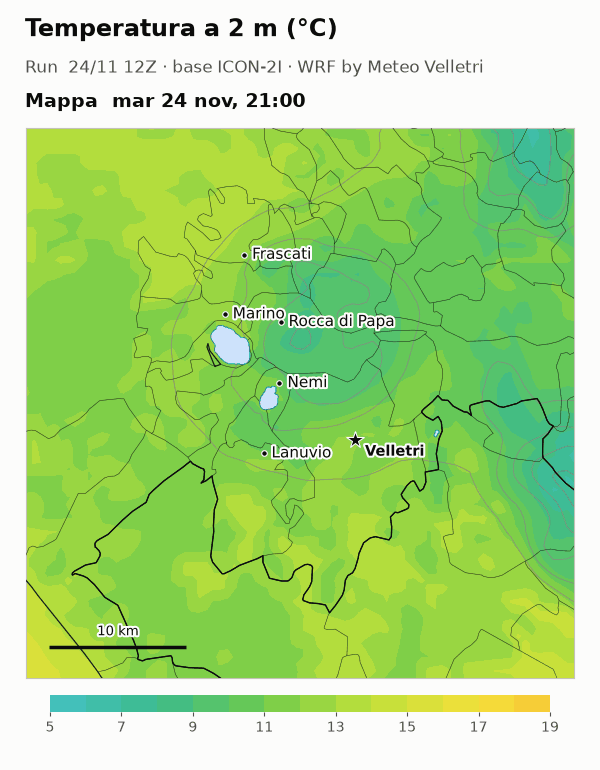 Temperatura a 2 m (°C)
Run  24/11 12Z · base ICON-2I · WRF by Meteo Velletri
Mappa  mar 24 nov, 21:00
Frascati
Marino
Rocca di Papa
Nemi
Velletri
Lanuvio
10 km
5 7 9 11 13 15 17 19